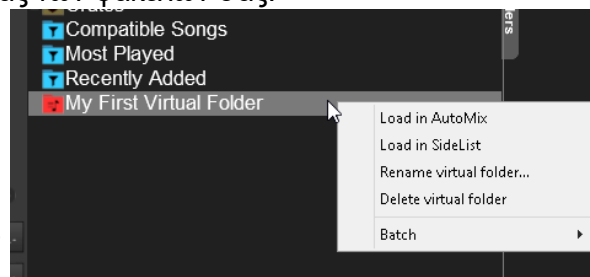 Compatible Songs
Most Played
Recently Added
My First Virtual Folder
Load in AutoMix
Load in SideList
Rename virtual folder...
Delete virtual folder
Batch